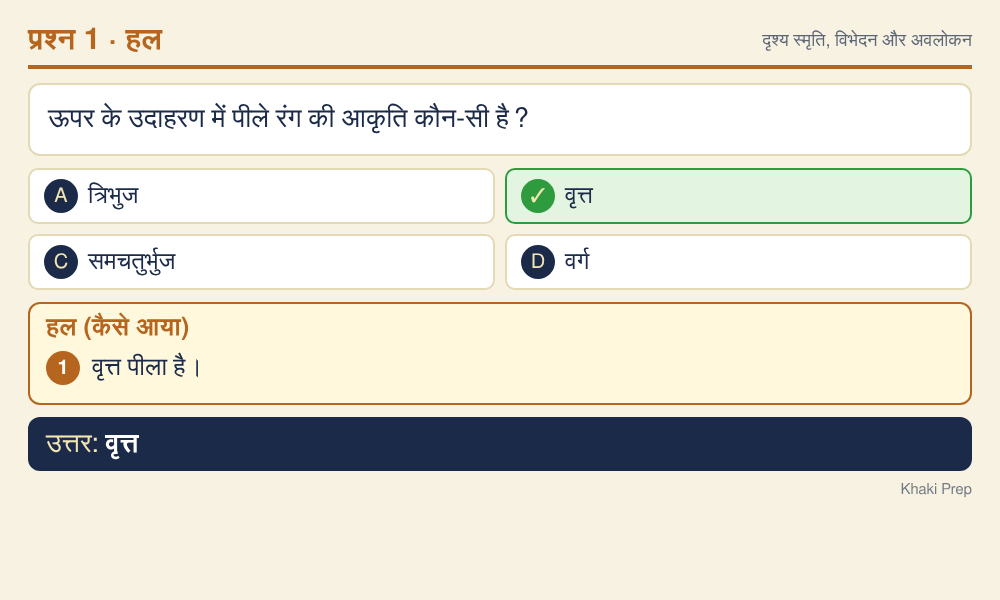 प्रश्न 1 · हल
दृश्य स्मृति, विभेदन और अवलोकन
ऊपर के उदाहरण में पीले रंग की आकृति कौन-सी है ?
A त्रिभुज
✓ वृत्त
C समचतुर्भुज
D वर्ग
हल (कैसे आया)
1 वृत्त पीला है ।
उत्तर: वृत्त
Khaki Prep